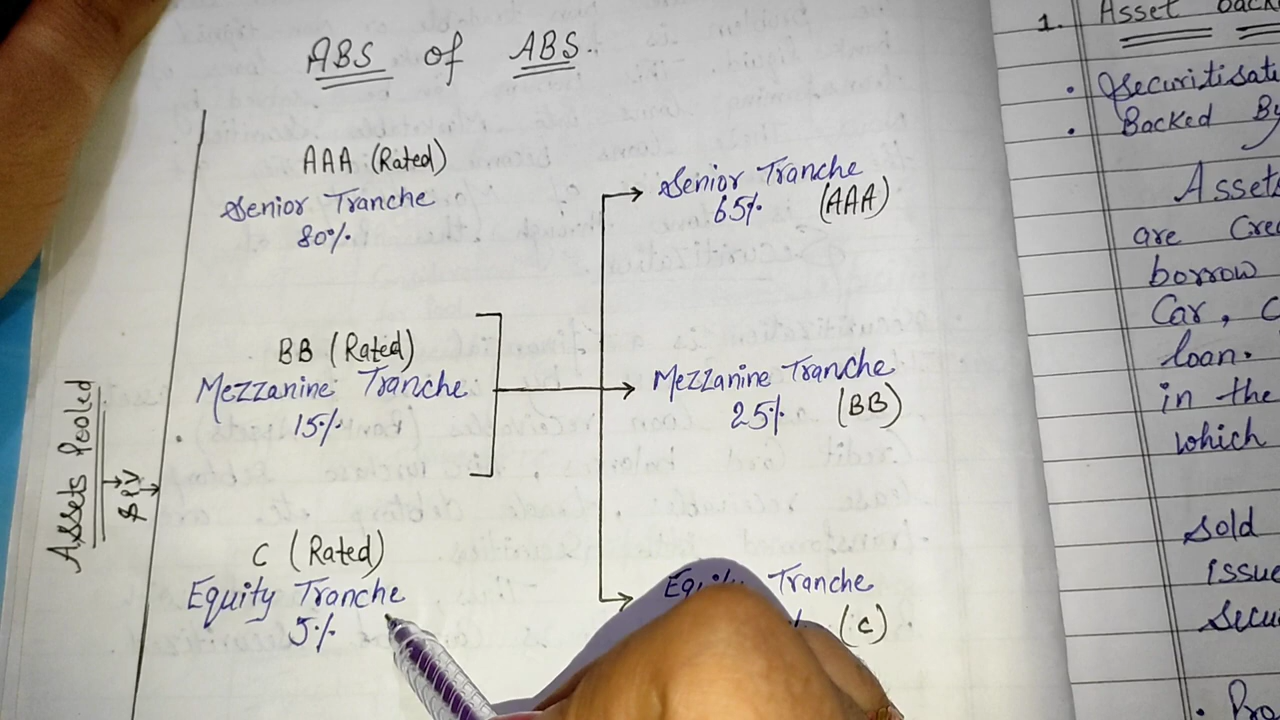 ABS of ABS.
AAA (Rated)
Senior Tranche
80%
BB (Rated)
Mezzanine Tranche
15%
C (Rated)
Equity Tranche
5%
Assets Pooled
SPV
Senior Tranche
65% (AAA)
Mezzanine Tranche
25% (BB)
Tranche
(C)
1. Asset
Securitisati
Backed By
Assets
are Cre
borrow
Car, C
loan.
in the
which
Sold
issue
Secu